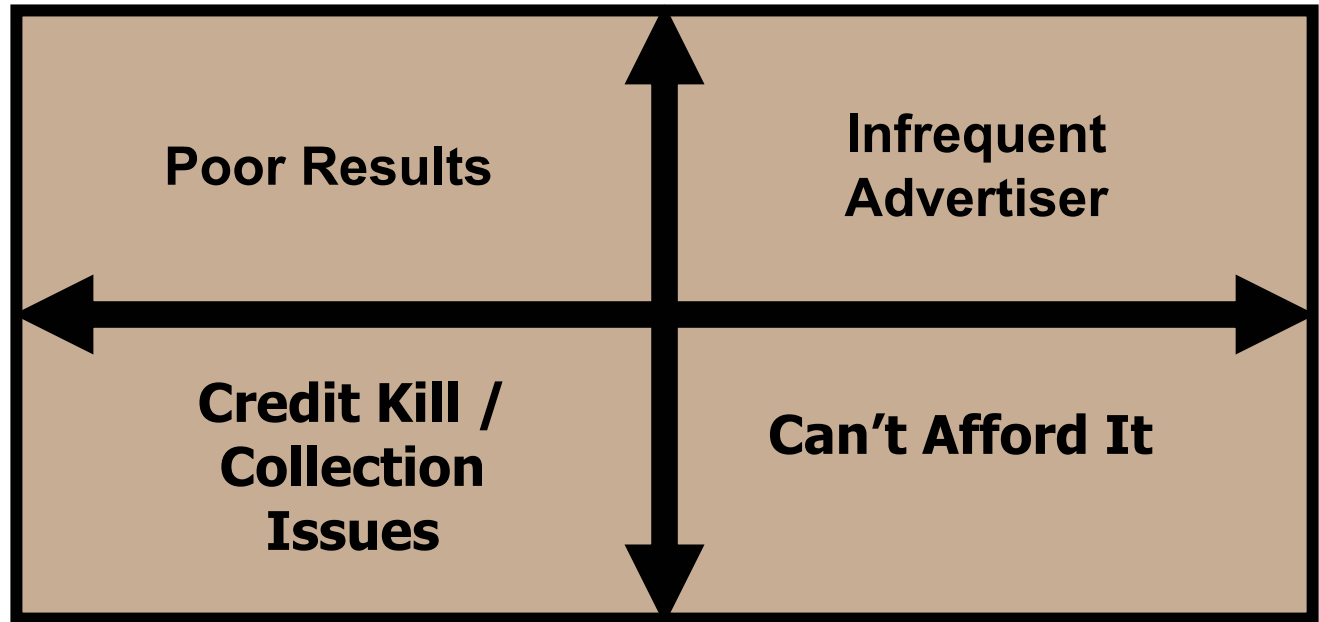 Poor Results
Infrequent
Advertiser
Credit Kill /
Collection
Issues
Can’t Afford It